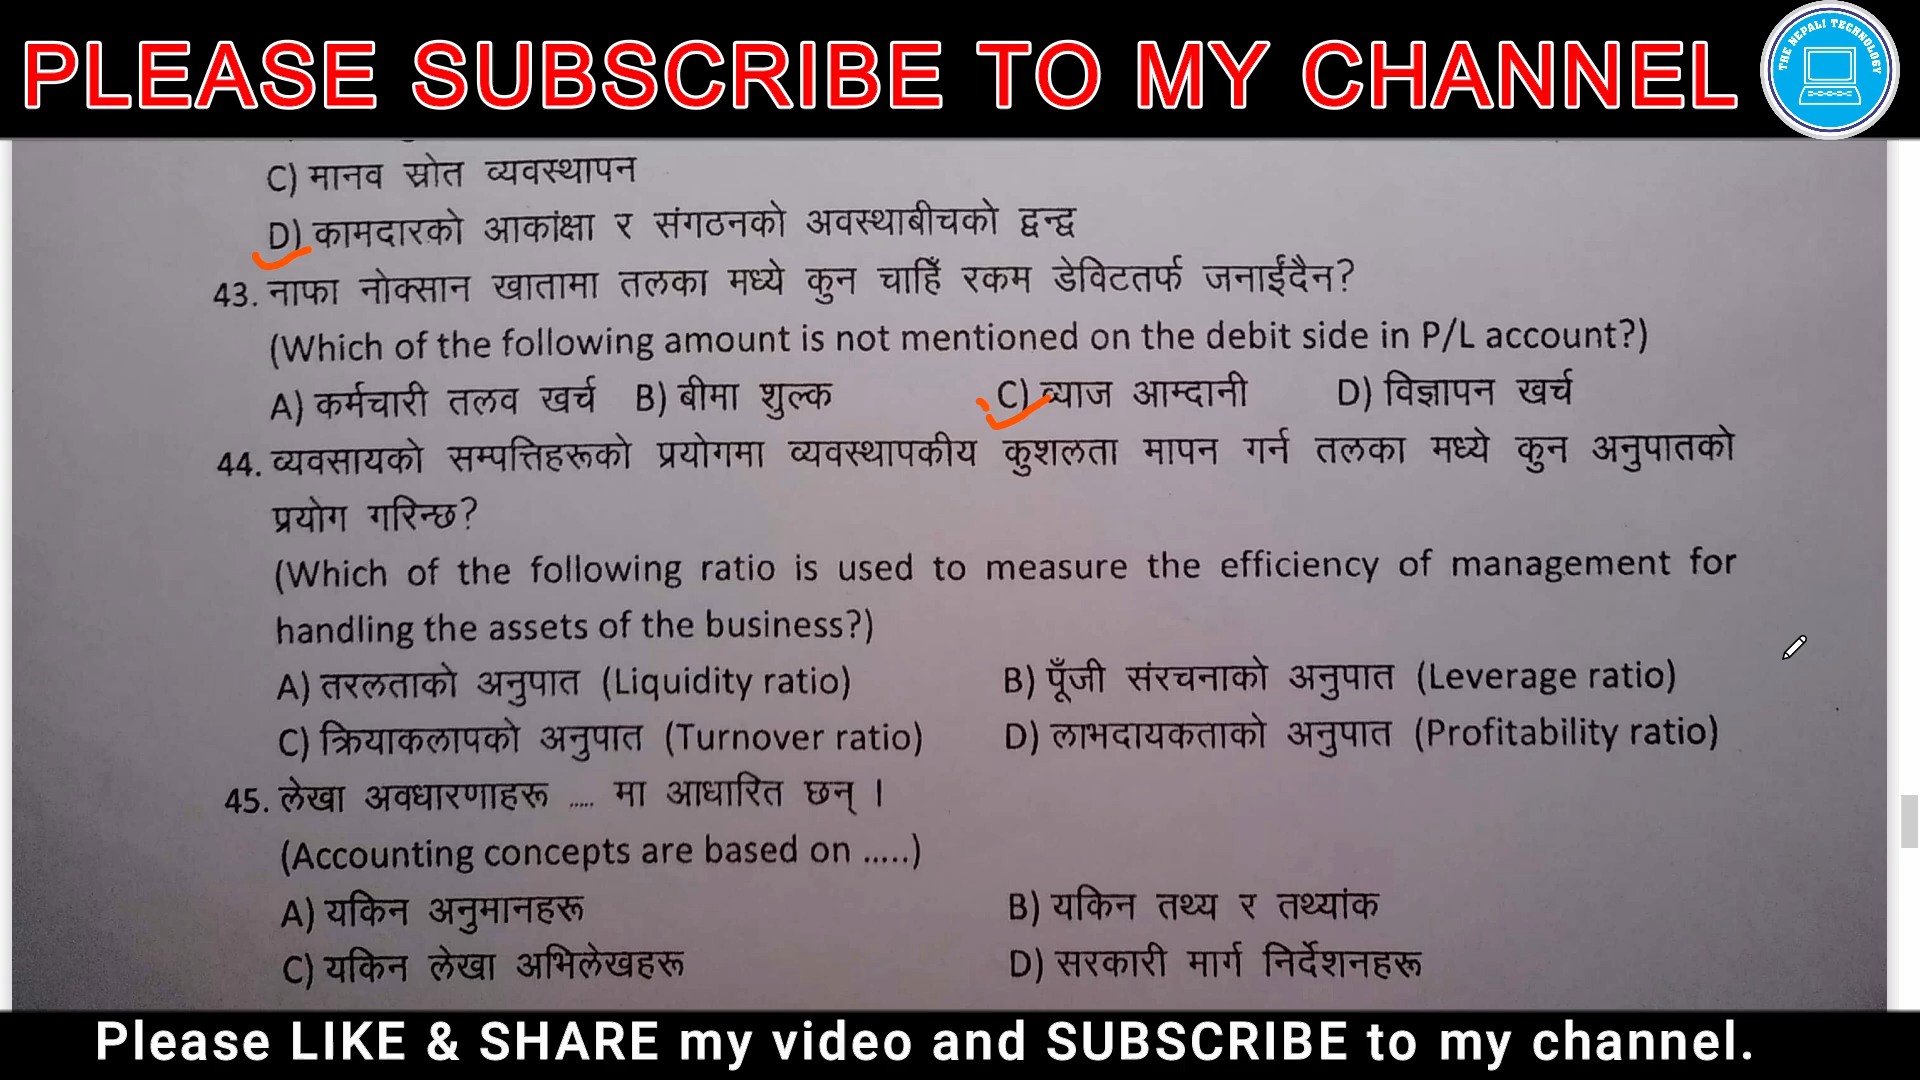 PLEASE SUBSCRIBE TO MY CHANNEL
THE NEPALI TECHNOLOGY
C) मानव स्रोत व्यवस्थापन
D) कामदारको आकांक्षा र संगठनको अवस्थाबीचको द्वन्द्व
43. नाफा नोक्सान खातामा तलका मध्ये कुन चाहिँ रकम डेविटतर्फ जनाईंदैन?
(Which of the following amount is not mentioned on the debit side in P/L account?)
A) कर्मचारी तलव खर्च B) बीमा शुल्क C) व्याज आम्दानी D) विज्ञापन खर्च
44. व्यवसायको सम्पत्तिहरूको प्रयोगमा व्यवस्थापकीय कुशलता मापन गर्न तलका मध्ये कुन अनुपातको
प्रयोग गरिन्छ?
(Which of the following ratio is used to measure the efficiency of management for
handling the assets of the business?)
A) तरलताको अनुपात (Liquidity ratio) B) पूँजी संरचनाको अनुपात (Leverage ratio)
C) क्रियाकलापको अनुपात (Turnover ratio) D) लाभदायकताको अनुपात (Profitability ratio)
45. लेखा अवधारणाहरू ..... मा आधारित छन् ।
(Accounting concepts are based on .....)
A) यकिन अनुमानहरू B) यकिन तथ्य र तथ्यांक
C) यकिन लेखा अभिलेखहरू D) सरकारी मार्ग निर्देशनहरू
Please LIKE & SHARE my video and SUBSCRIBE to my channel.